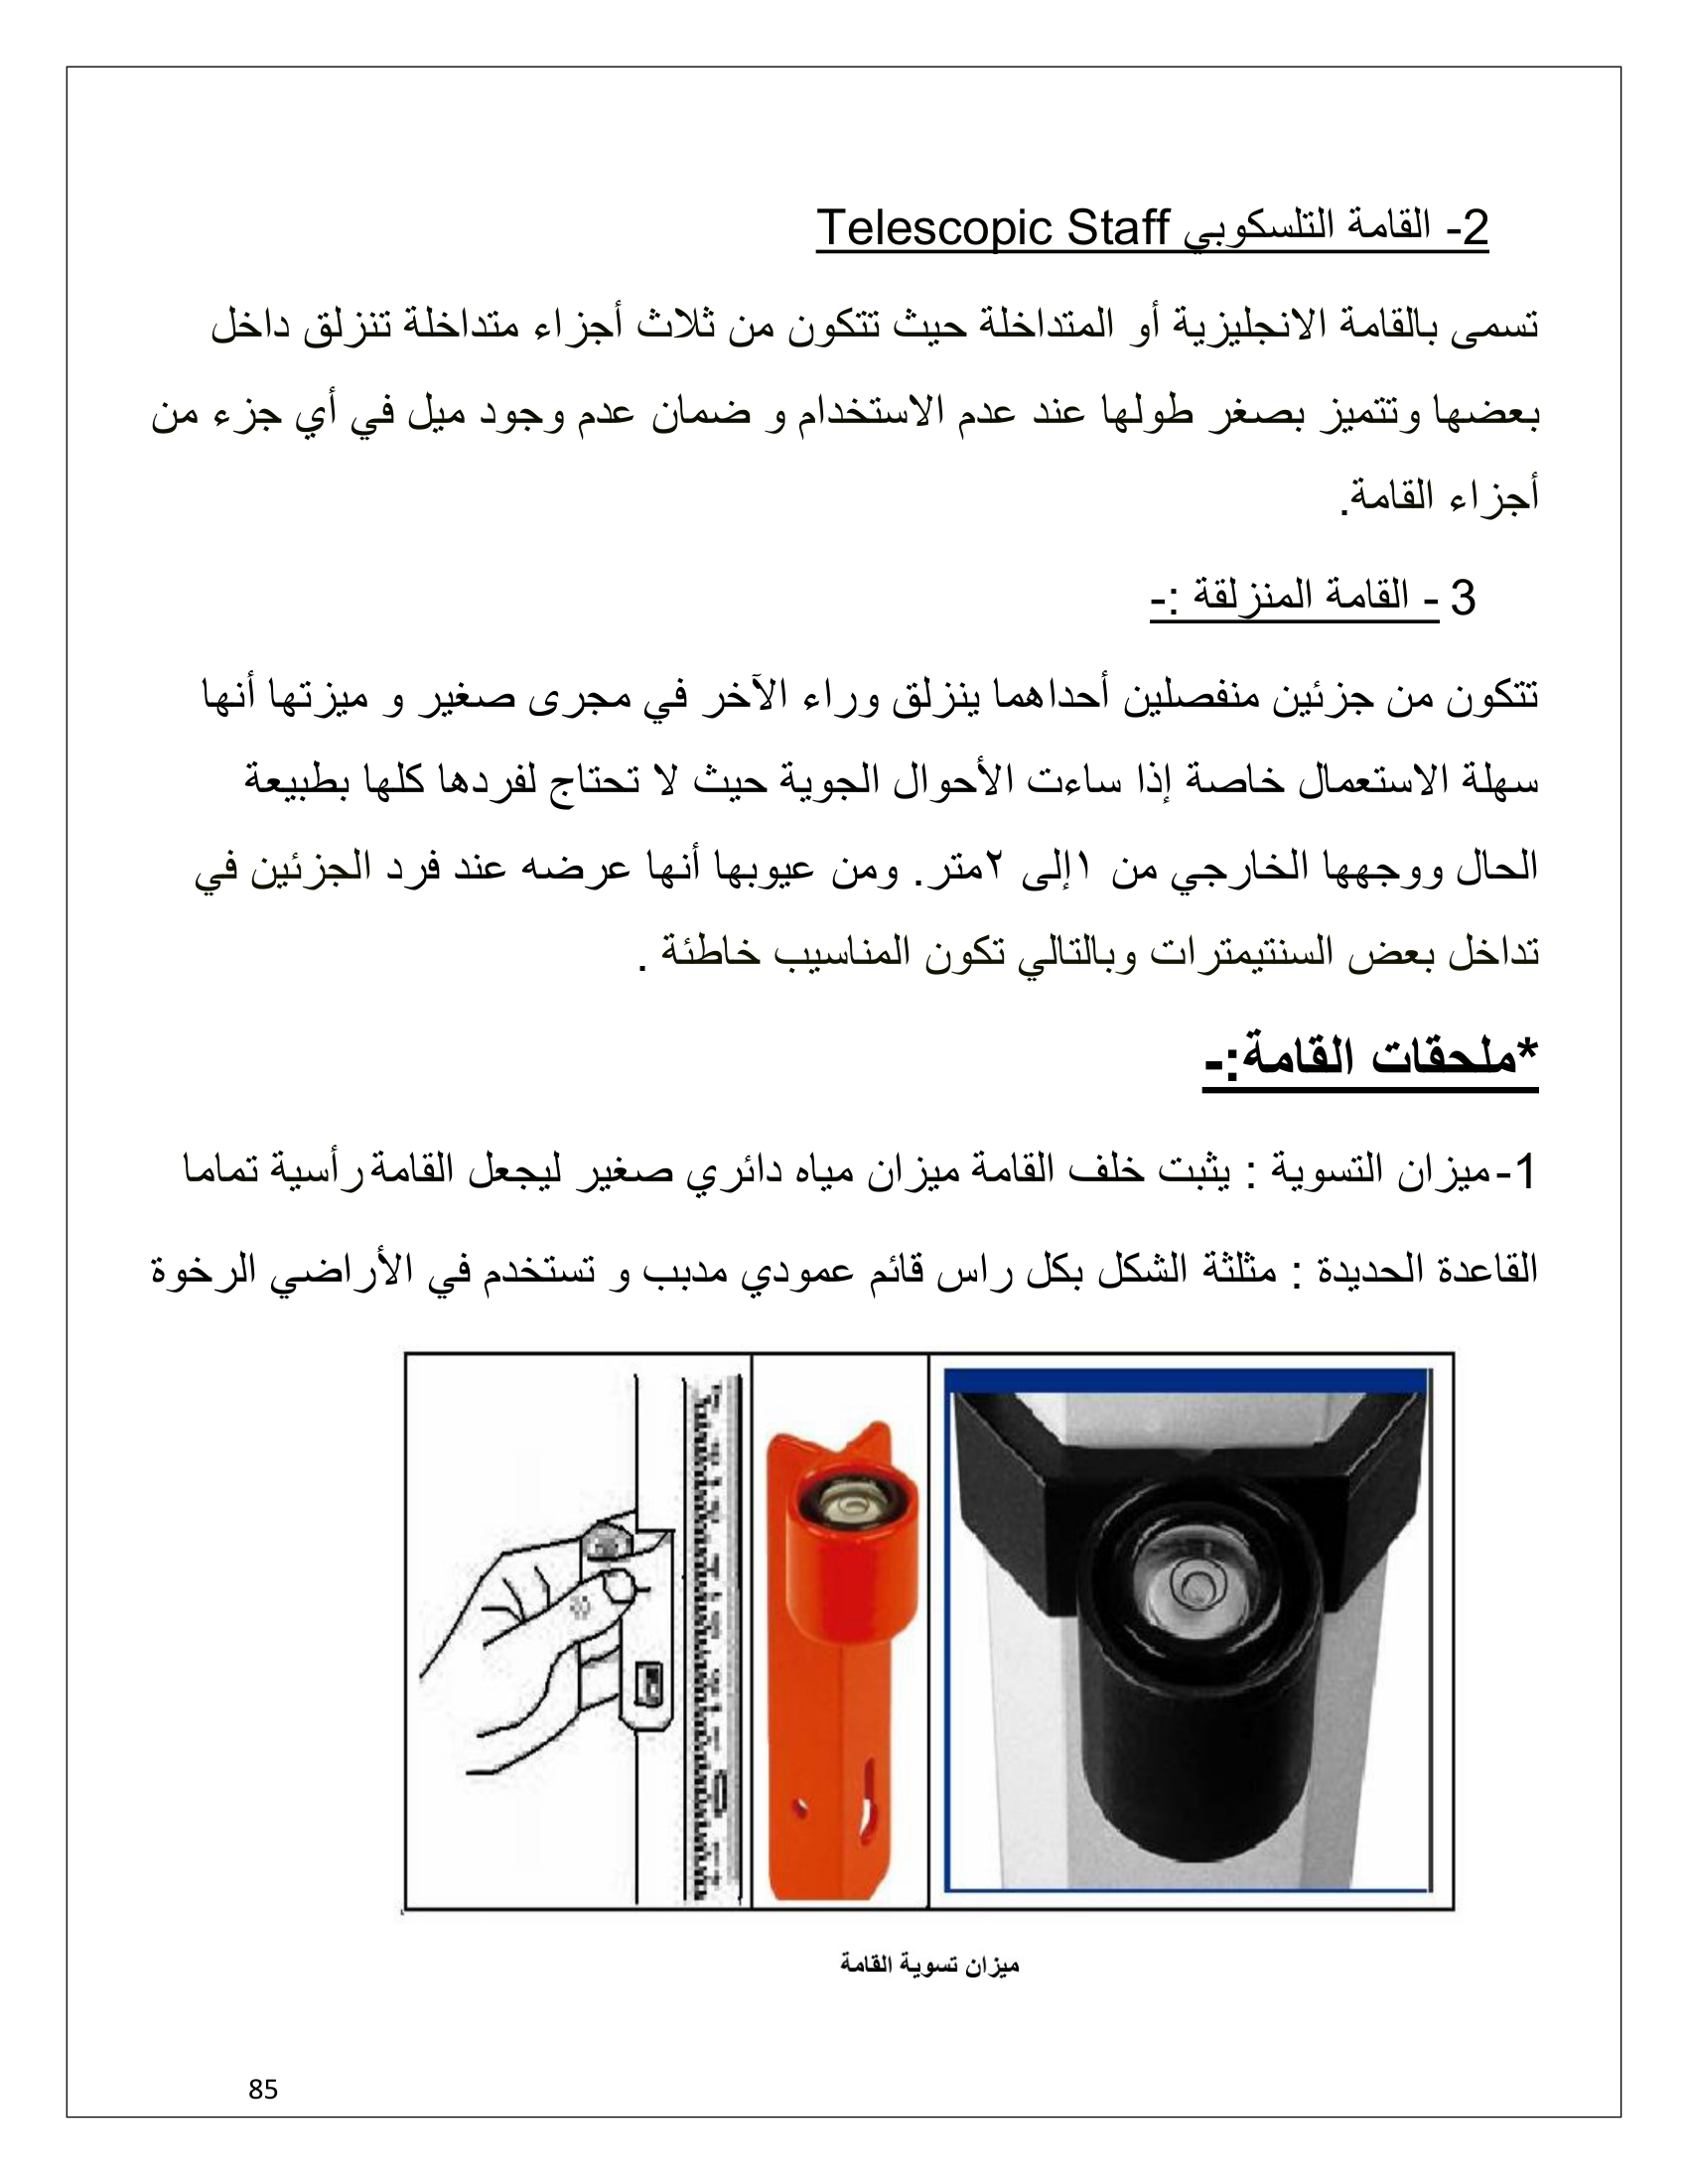 2- القامة التلسكوبي Telescopic Staff
تسمى بالقامة الانجليزية أو المتداخلة حيث تتكون من ثلاث أجزاء متداخلة تنزلق داخل
بعضها وتتميز بصغر طولها عند عدم الاستخدام و ضمان عدم وجود ميل في أي جزء من
أجزاء القامة.
3 - القامة المنزلقة :-
تتكون من جزئين منفصلين أحداهما ينزلق وراء الآخر في مجرى صغير و ميزتها أنها
سهلة الاستعمال خاصة إذا ساءت الأحوال الجوية حيث لا تحتاج لفردها كلها بطبيعة
الحال ووجهها الخارجي من ١إلى ٢متر. ومن عيوبها أنها عرضه عند فرد الجزئين في
تداخل بعض السنتيمترات وبالتالي تكون المناسيب خاطئة .
*ملحقات القامة:-
1- ميزان التسوية : يثبت خلف القامة ميزان مياه دائري صغير ليجعل القامة رأسية تماما
القاعدة الحديدة : مثلثة الشكل بكل راس قائم عمودي مدبب و تستخدم في الأراضي الرخوة
ميزان تسوية القامة
85